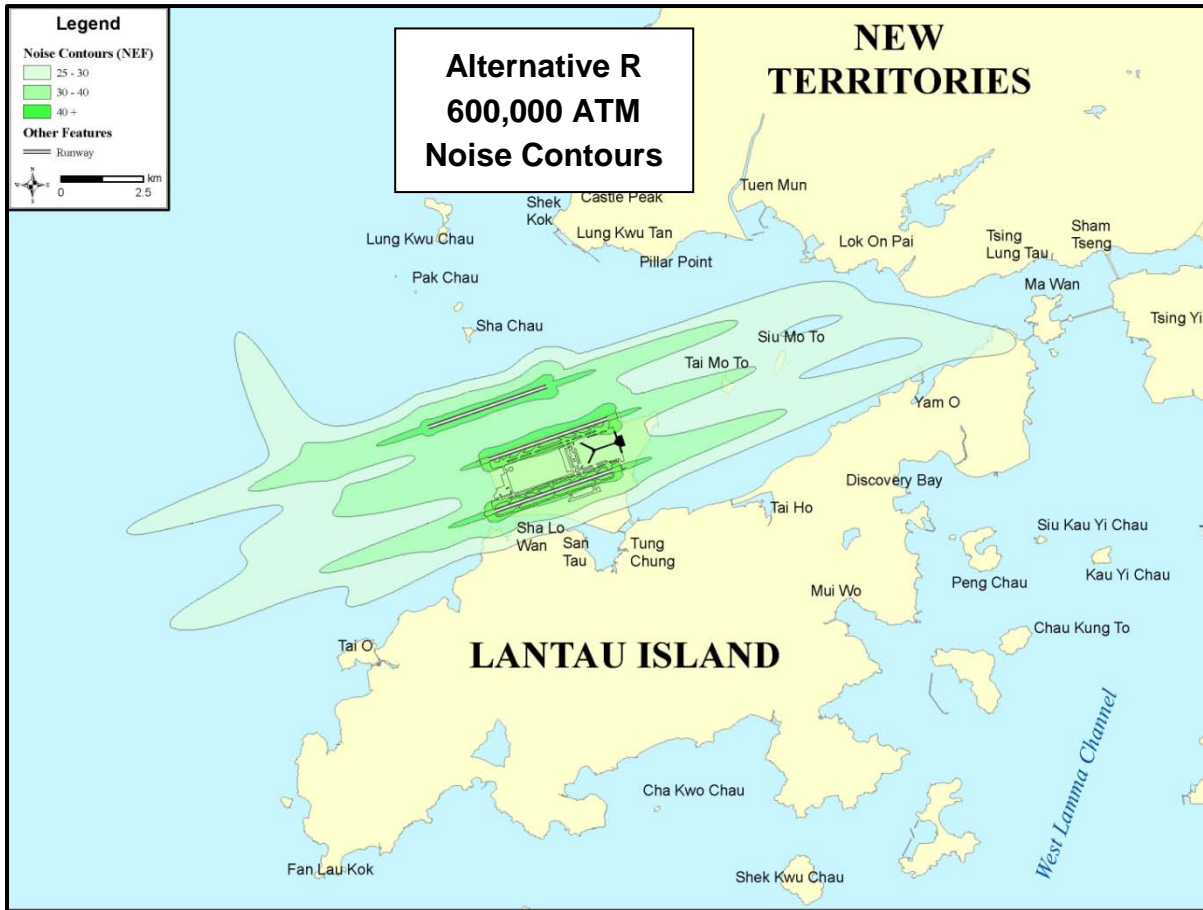 Legend
Noise Contours (NEF)
25 - 30
30 - 40
40 +
Other Features
Runway
N
W
E
S
km
0
2.5
Alternative R
600,000 ATM
Noise Contours
NEW
TERRITORIES
Shek
Kok
Castle Peak
Tuen Mun
Lung Kwu Chau
Lung Kwu Tan
Lok On Pai
Tsing
Lung Tau
Sham
Tseng
Pillar Point
Pak Chau
Ma Wan
Sha Chau
Tsing Yi
Siu Mo To
Tai Mo To
Yam O
Discovery Bay
Tai Ho
Sha Lo
Wan
San
Tau
Tung
Chung
Siu Kau Yi Chau
Peng Chau
Kau Yi Chau
Mui Wo
Chau Kung To
Tai O
LANTAU ISLAND
West Lamma Channel
Cha Kwo Chau
Fan Lau Kok
Shek Kwu Chau